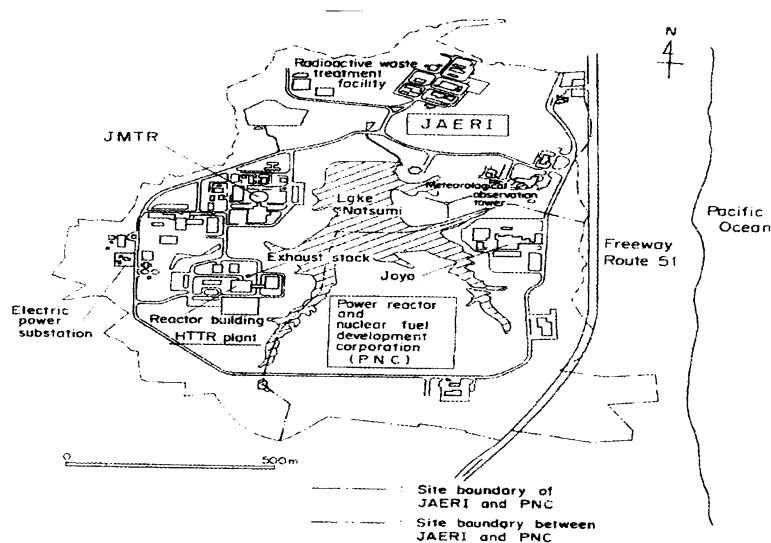 N
Radioactive waste
treatment
facility
JAERI
JMTR
Meteorological
observation
tower
Lake
Natsumi
Pacific
Ocean
Freeway
Route 51
Exhaust stack
Joyo
Electric
power
substation
Reactor building
HTTR plant
Power reactor
and
nuclear fuel
development
corporation
(PNC)
0
500m
: Site boundary of
JAERI and PNC
: Site boundary between
JAERI and PNC